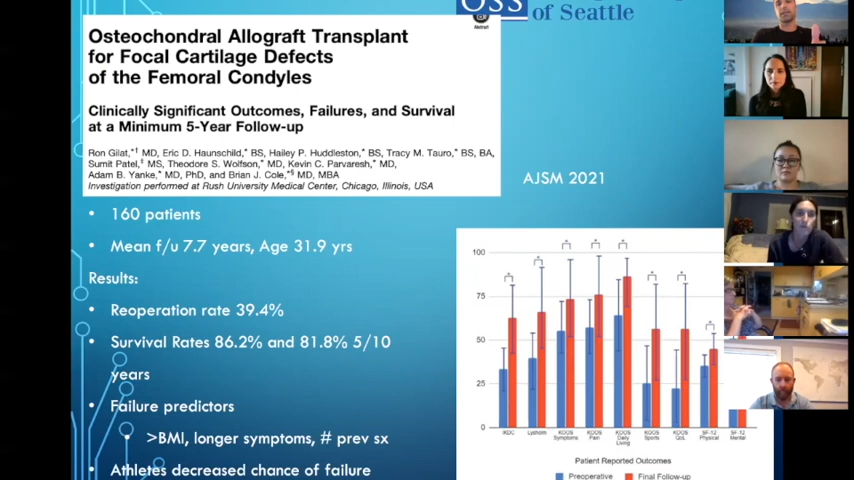 OSS
of Seattle
Abstract
Osteochondral Allograft Transplant
for Focal Cartilage Defects
of the Femoral Condyles
Clinically Significant Outcomes, Failures, and Survival
at a Minimum 5-Year Follow-up
Ron Gilat,*† MD, Eric D. Haunschild,* BS, Hailey P. Huddleston,* BS, Tracy M. Tauro,* BS, BA,
Sumit Patel,‡ MS, Theodore S. Wolfson,* MD, Kevin C. Parvaresh,* MD,
Adam B. Yanke,* MD, PhD, and Brian J. Cole,*§ MD, MBA
Investigation performed at Rush University Medical Center, Chicago, Illinois, USA
AJSM 2021
• 160 patients
• Mean f/u 7.7 years, Age 31.9 yrs
Results:
• Reoperation rate 39.4%
• Survival Rates 86.2% and 81.8% 5/10
years
• Failure predictors
• >BMI, longer symptoms, # prev sx
• Athletes decreased chance of failure
100
75
50
25
0
* * * * * * * *
IKDC
Lysholm
KOOS
Symptoms
KOOS
Pain
KOOS
Daily
Living
KOOS
Sports
KOOS
QoL
SF-12
Physical
SF-12
Mental
Patient Reported Outcomes
Preoperative
Final Follow-up